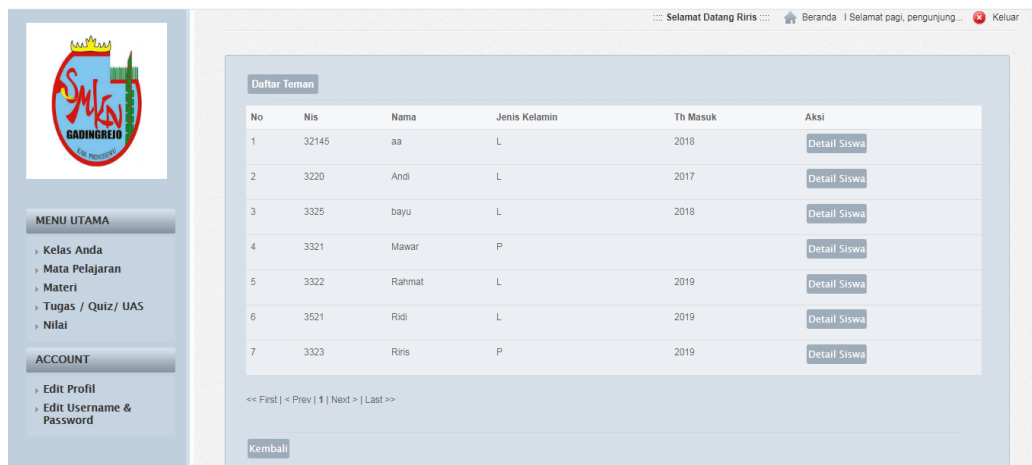 :::: Selamat Datang Riris :::: Beranda I Selamat pagi, pengunjung... Keluar
SMKN
GADINGREJO
KAB. PRINGSEWU
MENU UTAMA
Kelas Anda
Mata Pelajaran
Materi
Tugas / Quiz/ UAS
Nilai
ACCOUNT
Edit Profil
Edit Username &
Password
Daftar Teman
No Nis Nama Jenis Kelamin Th Masuk Aksi
1 32145 aa L 2018 Detail Siswa
2 3220 Andi L 2017 Detail Siswa
3 3325 bayu L 2018 Detail Siswa
4 3321 Mawar P Detail Siswa
5 3322 Rahmat L 2019 Detail Siswa
6 3521 Ridi L 2019 Detail Siswa
7 3323 Riris P 2019 Detail Siswa
<< First | < Prev | 1 | Next > | Last >>
Kembali